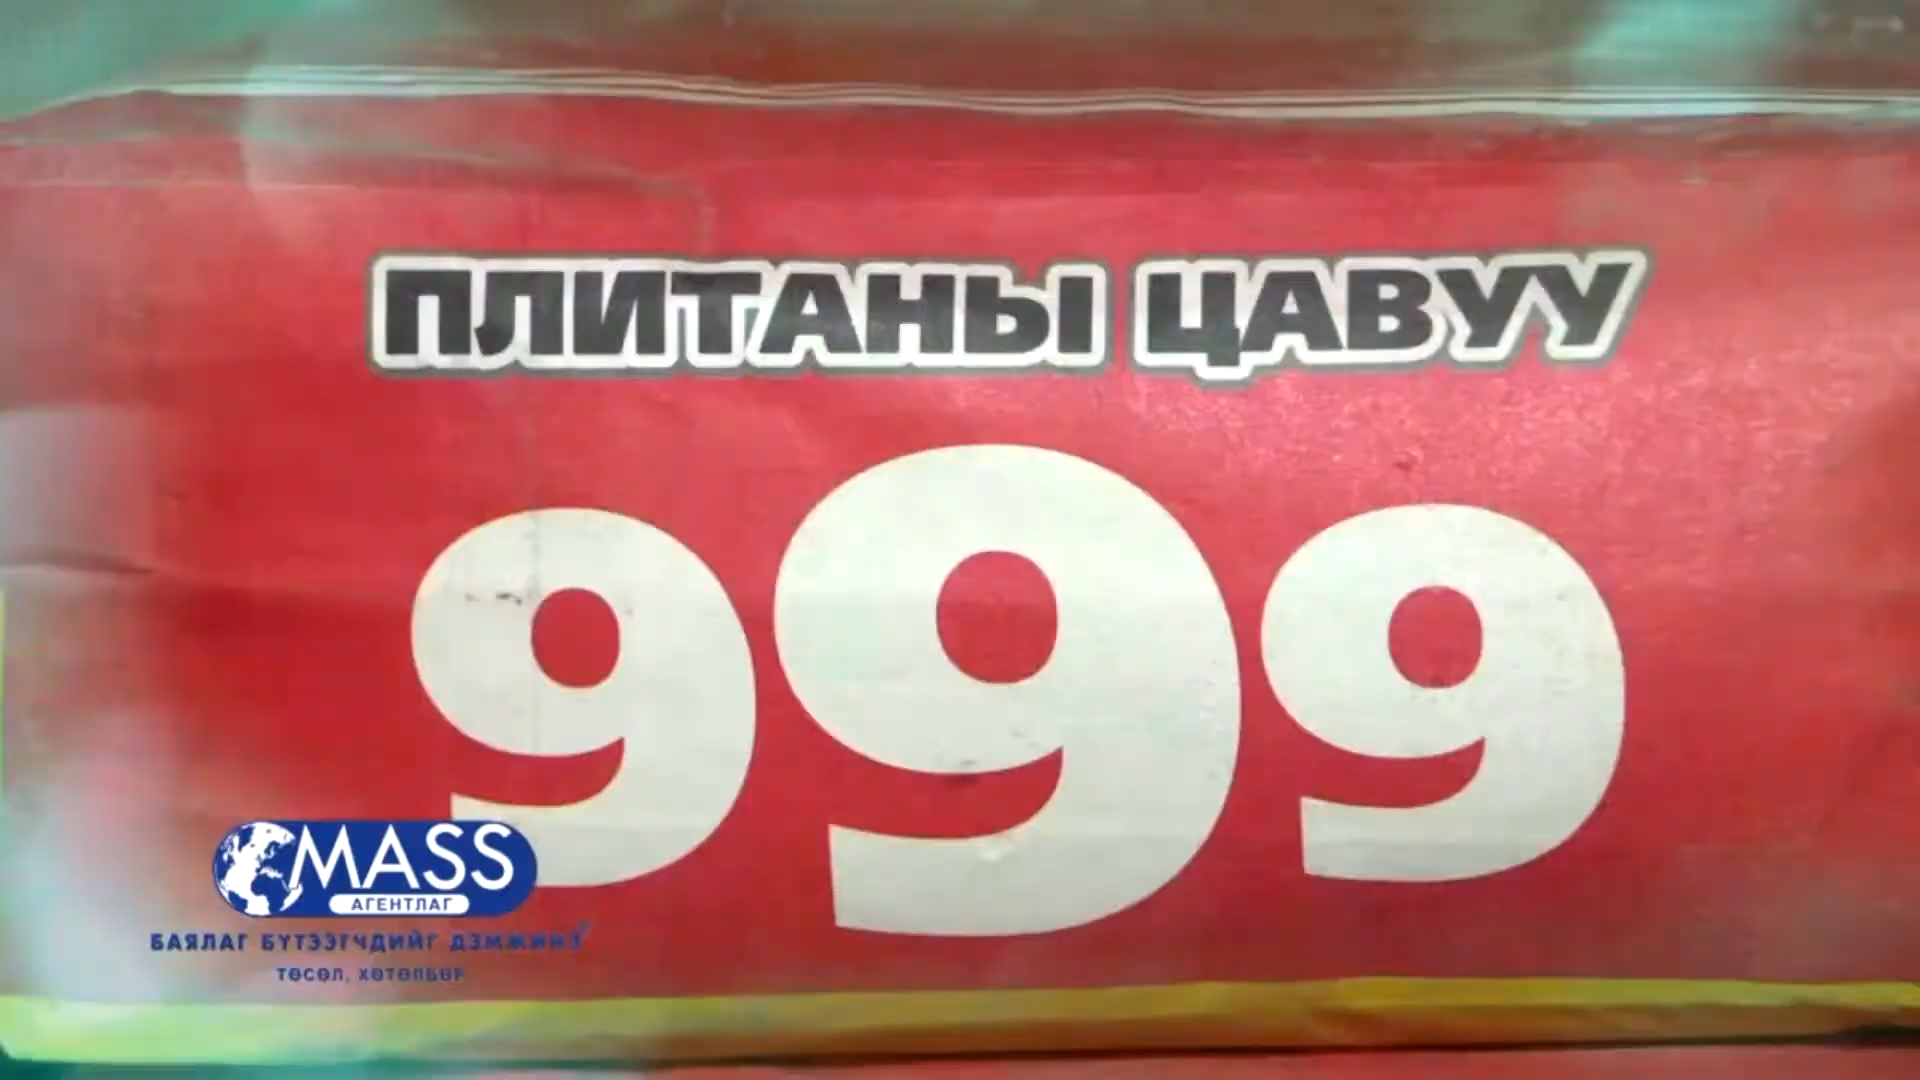 ПЛИТАНЫ ЦАВУУ
999
MASS
АГЕНТЛАГ
БАЯЛАГ БҮТЭЭГЧДИЙГ ДЭМЖИНЭ
ТӨСӨЛ, ХӨТӨЛБӨР